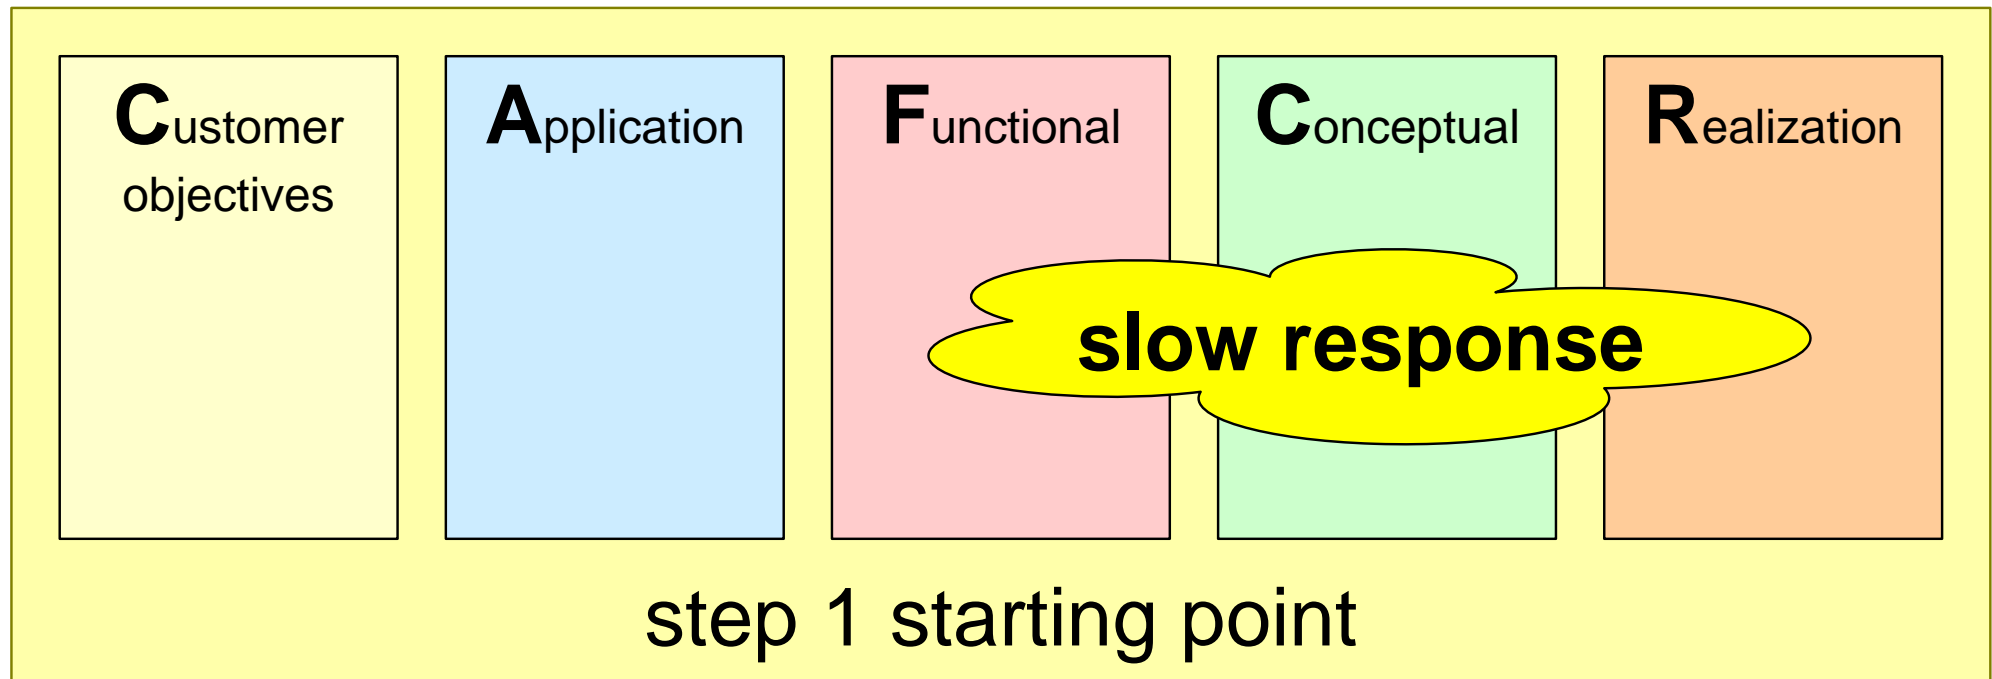 Customer
objectives
Application
Functional
Conceptual
Realization
slow response
step 1 starting point